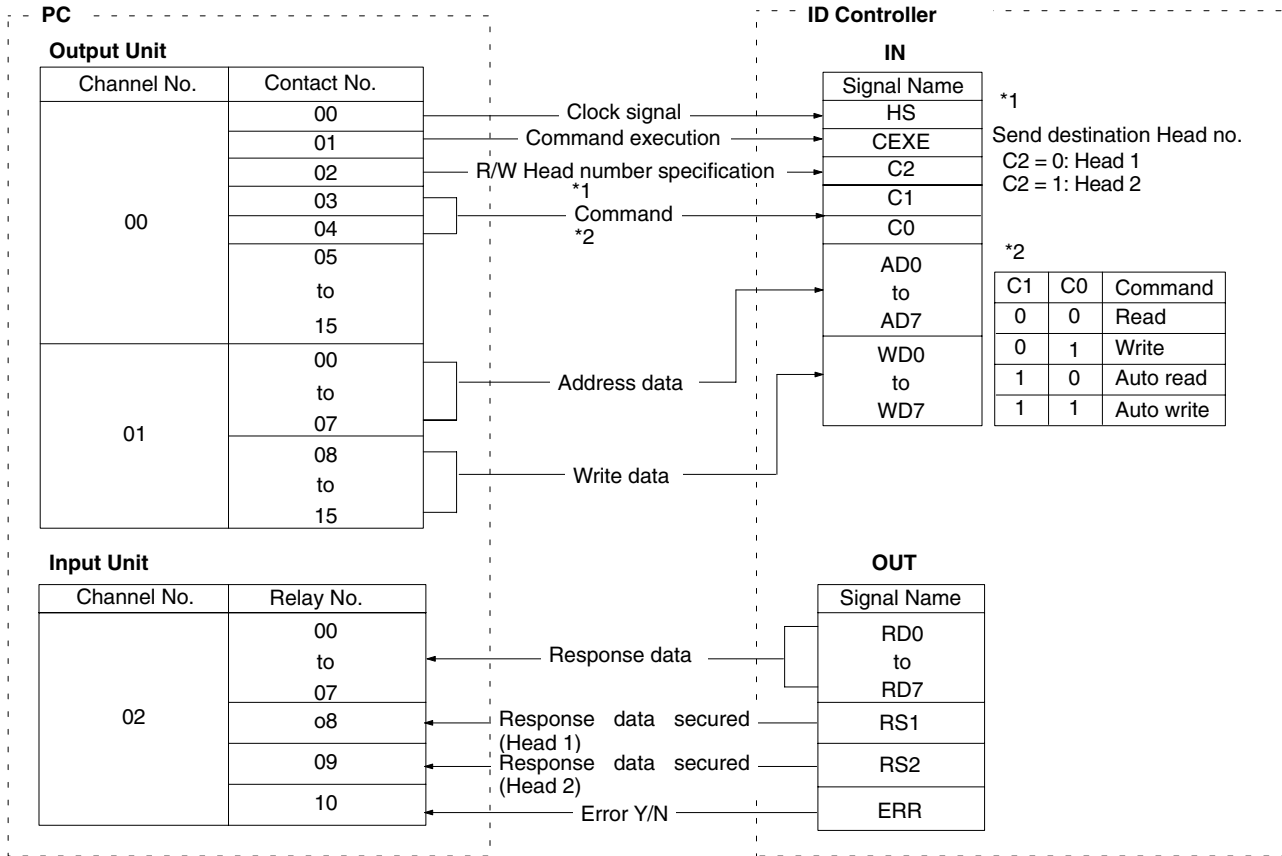 PC
ID Controller
Output Unit
IN
Channel No. Contact No.
Signal Name
00
00 Clock signal HS
01 Command execution CEXE
02 R/W Head number specification C2
*1
03 C1
Command
04 C0
*2
05
to
15
AD0
to
AD7
*1
Send destination Head no.
C2 = 0: Head 1
C2 = 1: Head 2
*2
C1 C0 Command
0 0 Read
0 1 Write
1 0 Auto read
1 1 Auto write
01
00
to
07
Address data
WD0
to
WD7
08
to
15
Write data
Input Unit
OUT
Channel No. Relay No.
Signal Name
02
00
to
07
Response data
RD0
to
RD7
o8 Response data secured RS1
(Head 1)
09 Response data secured RS2
(Head 2)
10 Error Y/N ERR